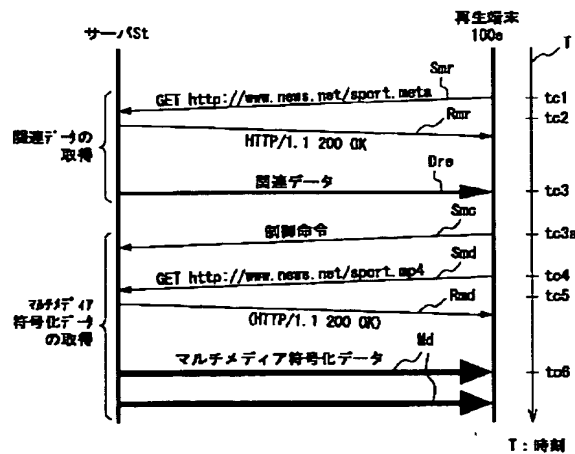 サーバSt
再生端末
100e
T
Smr
GET http://www.news.net/sport.meta
tc1
Rmr
tc2
HTTP/1.1 200 OK
関連データの
取得
Dre
関連データ
tc3
Smc
制御命令
tc3a
Smd
GET http://www.news.net/sport.mp4
tc4
Rmd
tc5
(HTTP/1.1 200 OK)
マルチメディア
符号化データ
の取得
Md
マルチメディア符号化データ
tc6
T：時刻